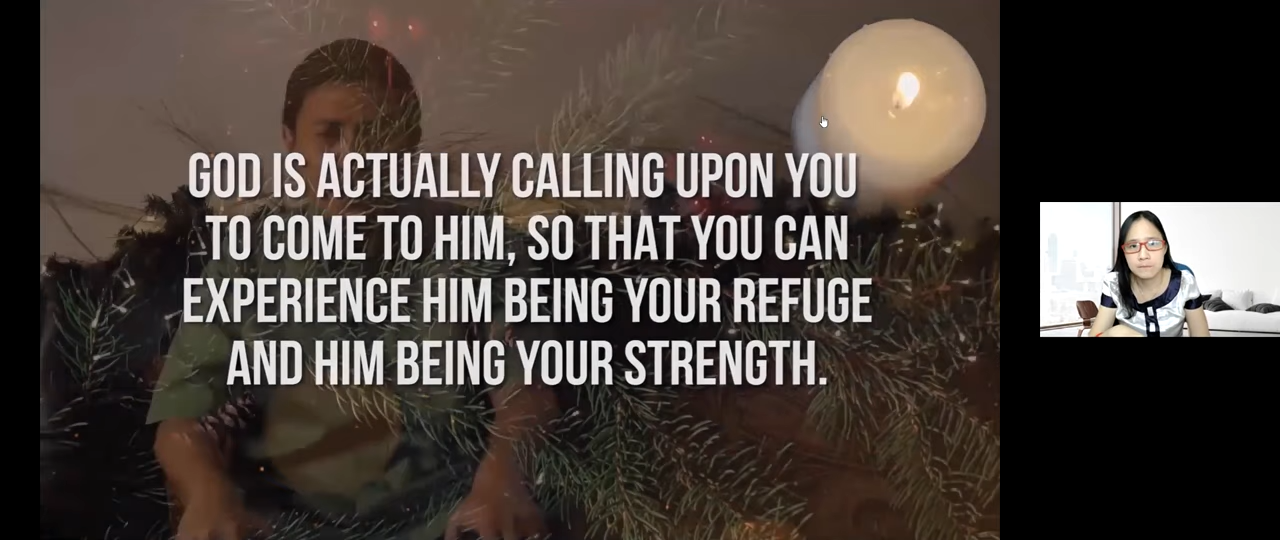 GOD IS ACTUALLY CALLING UPON YOU
TO COME TO HIM, SO THAT YOU CAN
EXPERIENCE HIM BEING YOUR REFUGE
AND HIM BEING YOUR STRENGTH.